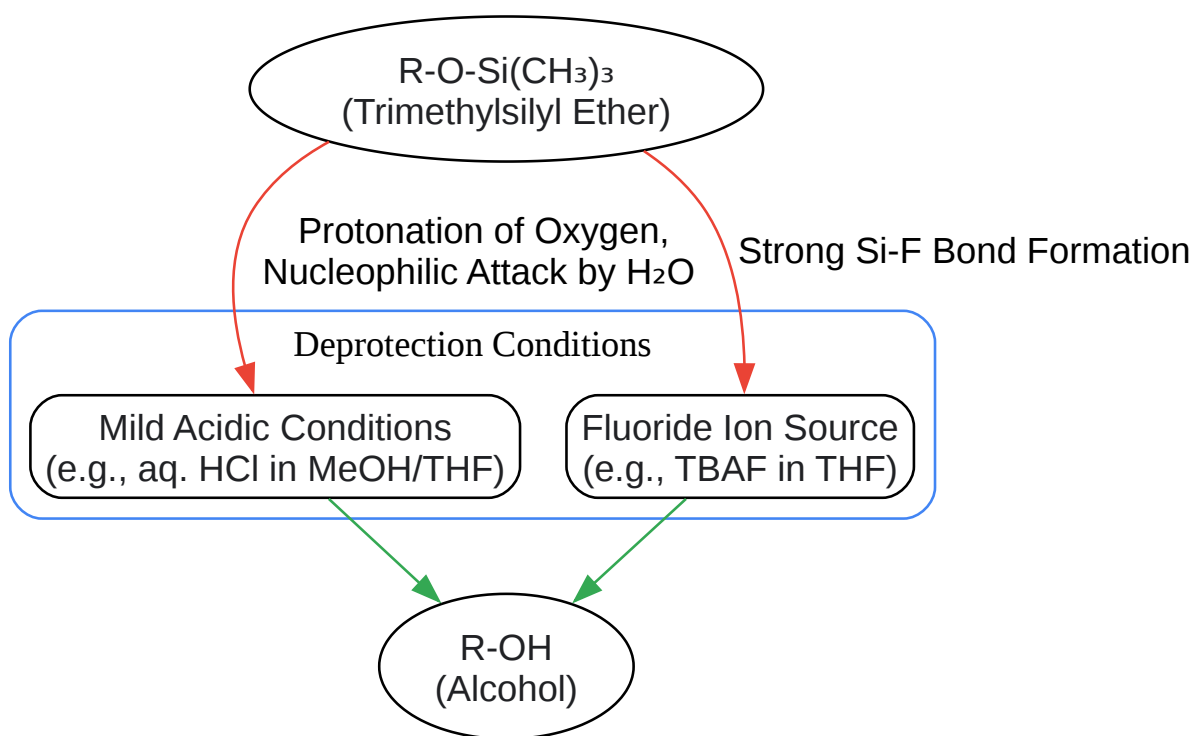 R-O-Si(CH₃)₃
(Trimethylsilyl Ether)
Protonation of Oxygen,
Nucleophilic Attack by H₂O
Strong Si-F Bond Formation
Deprotection Conditions
Mild Acidic Conditions
(e.g., aq. HCl in MeOH/THF)
Fluoride Ion Source
(e.g., TBAF in THF)
R-OH
(Alcohol)